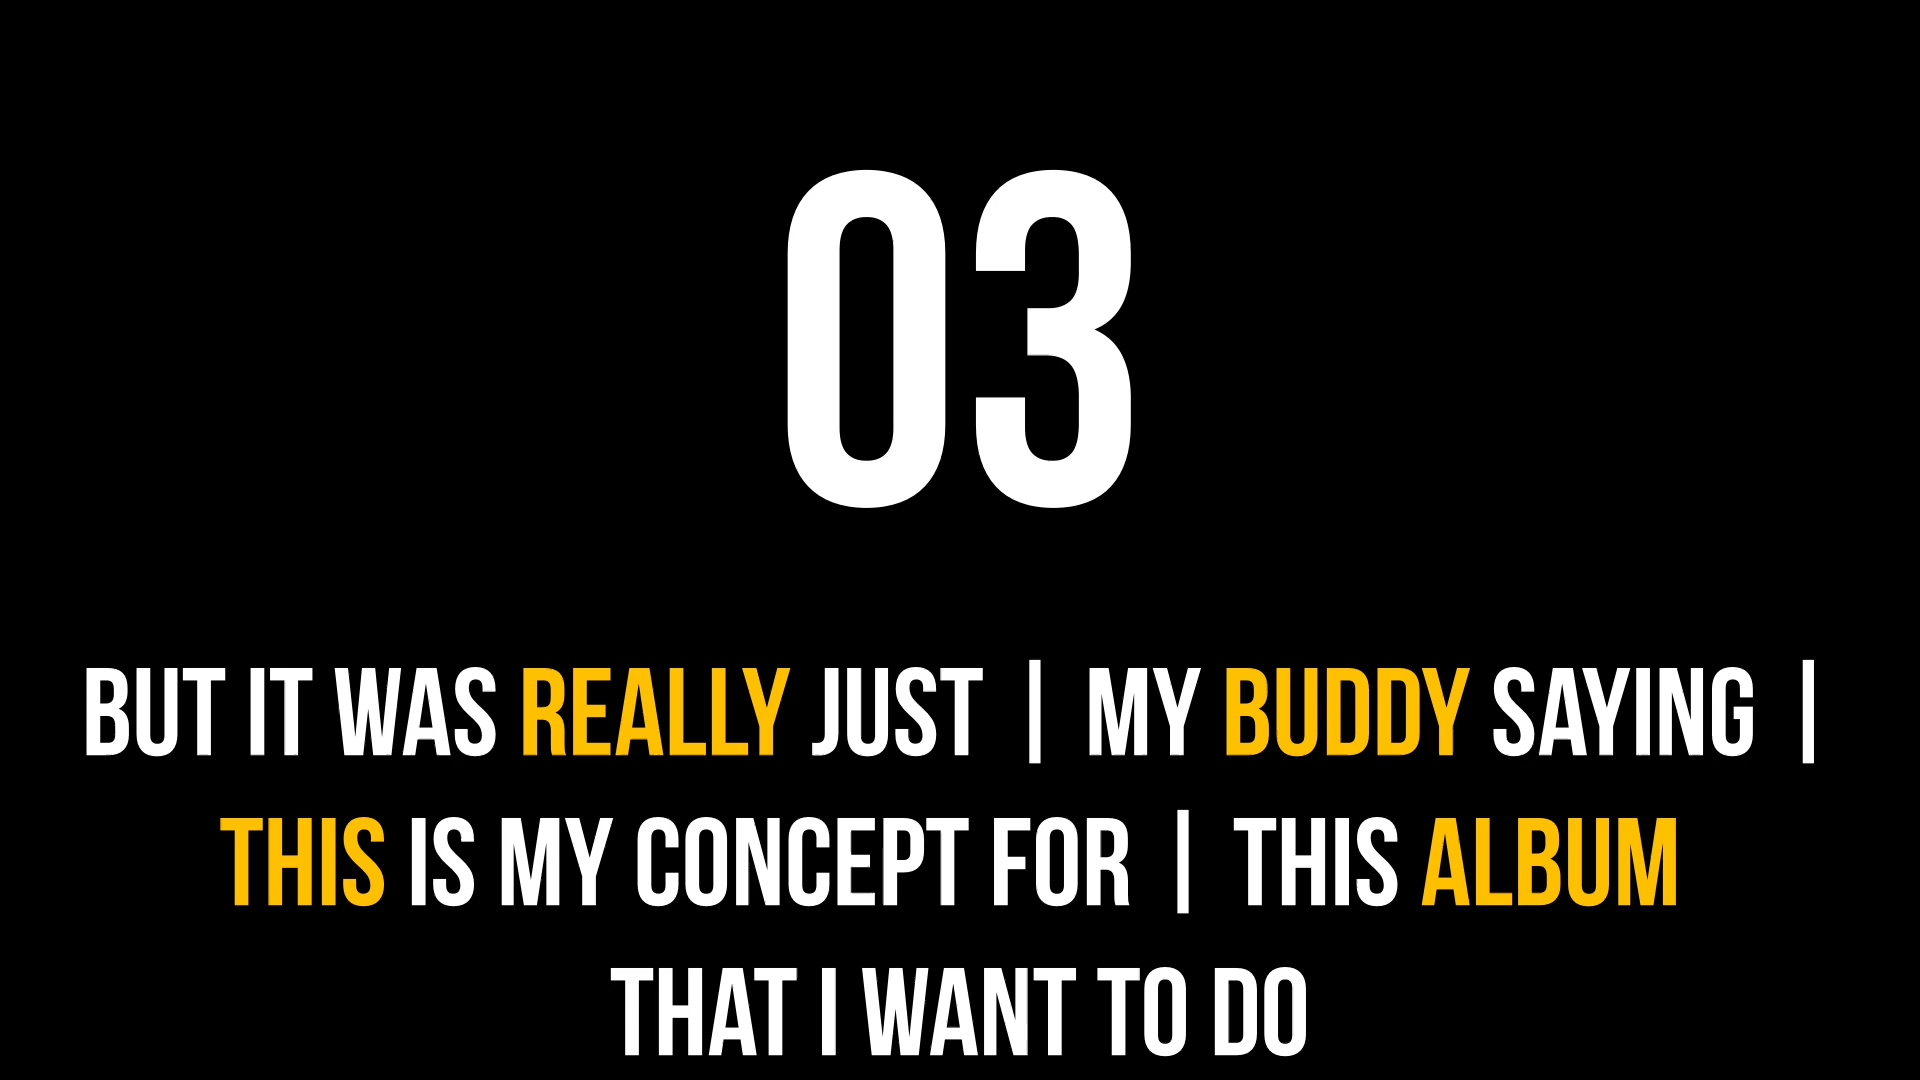 03
BUT IT WAS REALLY JUST | MY BUDDY SAYING |
THIS IS MY CONCEPT FOR | THIS ALBUM
THAT I WANT TO DO